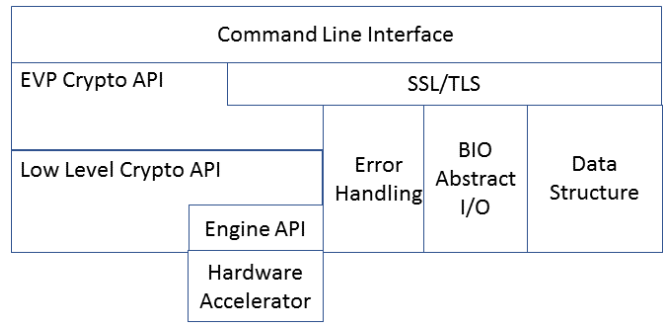 Command Line Interface
EVP Crypto API
SSL/TLS
Low Level Crypto API
Error
Handling
BIO
Abstract
I/O
Data
Structure
Engine API
Hardware
Accelerator